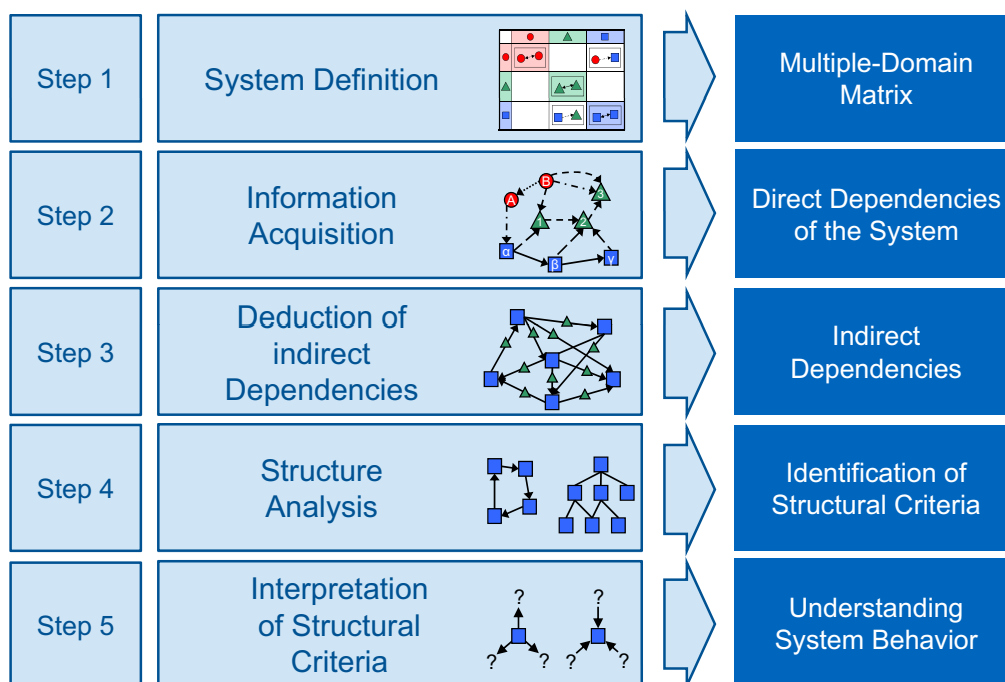 Step 1
System Definition
Multiple-Domain
Matrix
Step 2
Information
Acquisition
A
B
3
1
2
α
β
γ
Direct Dependencies
of the System
Step 3
Deduction of
indirect
Dependencies
Indirect
Dependencies
Step 4
Structure
Analysis
Identification of
Structural Criteria
Step 5
Interpretation
of Structural
Criteria
?
?
?
?
?
?
Understanding
System Behavior